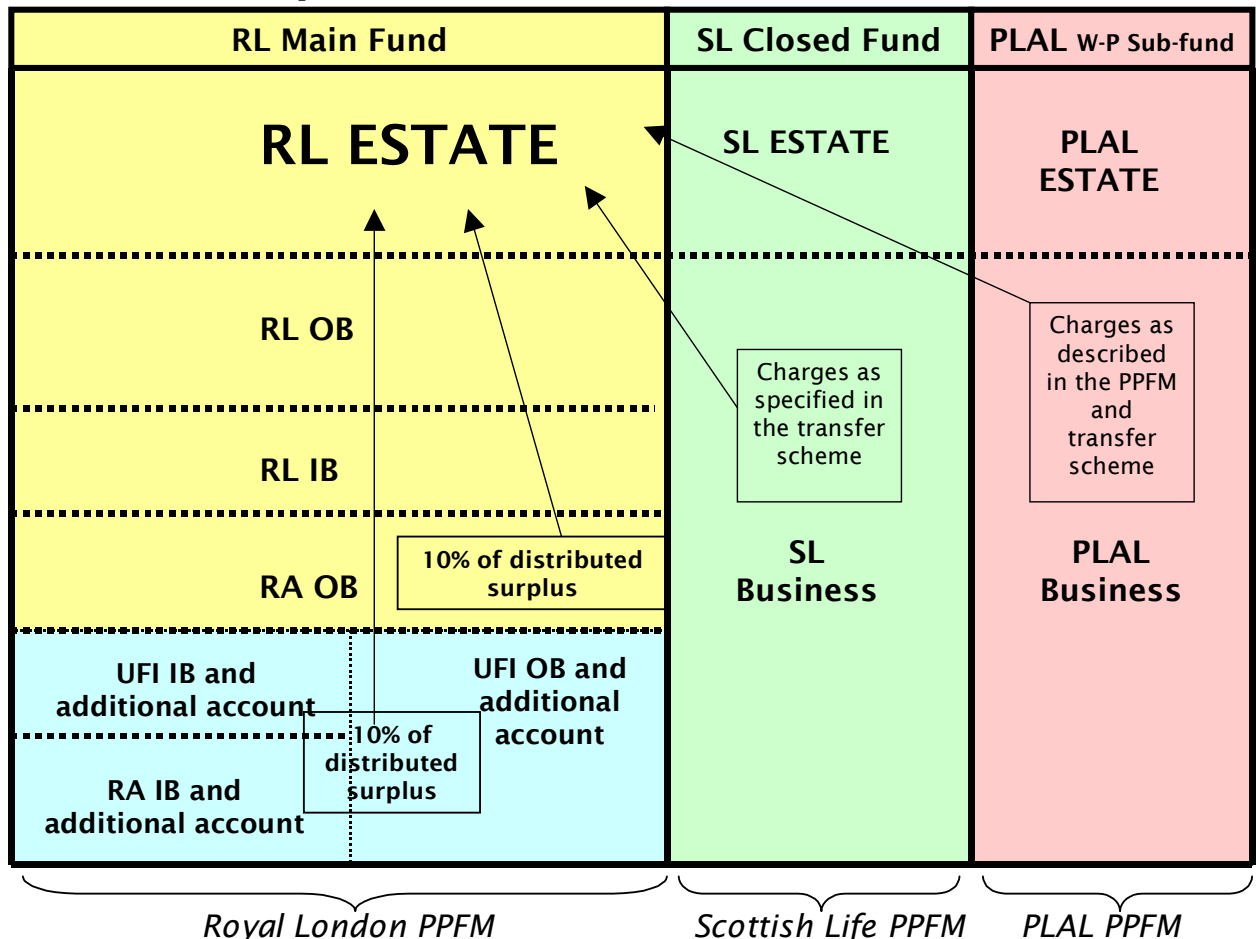 RL Main Fund
SL Closed Fund
PLAL W-P Sub-fund
RL ESTATE
SL ESTATE
PLAL
ESTATE
RL OB
Charges as
specified in
the transfer
scheme
Charges as
described
in the PPFM
and
transfer
scheme
RL IB
RA OB
10% of distributed
surplus
SL
Business
PLAL
Business
UFI IB and
additional account
UFI OB and
additional
account
10% of
distributed
surplus
RA IB and
additional account
Royal London PPFM
Scottish Life PPFM
PLAL PPFM